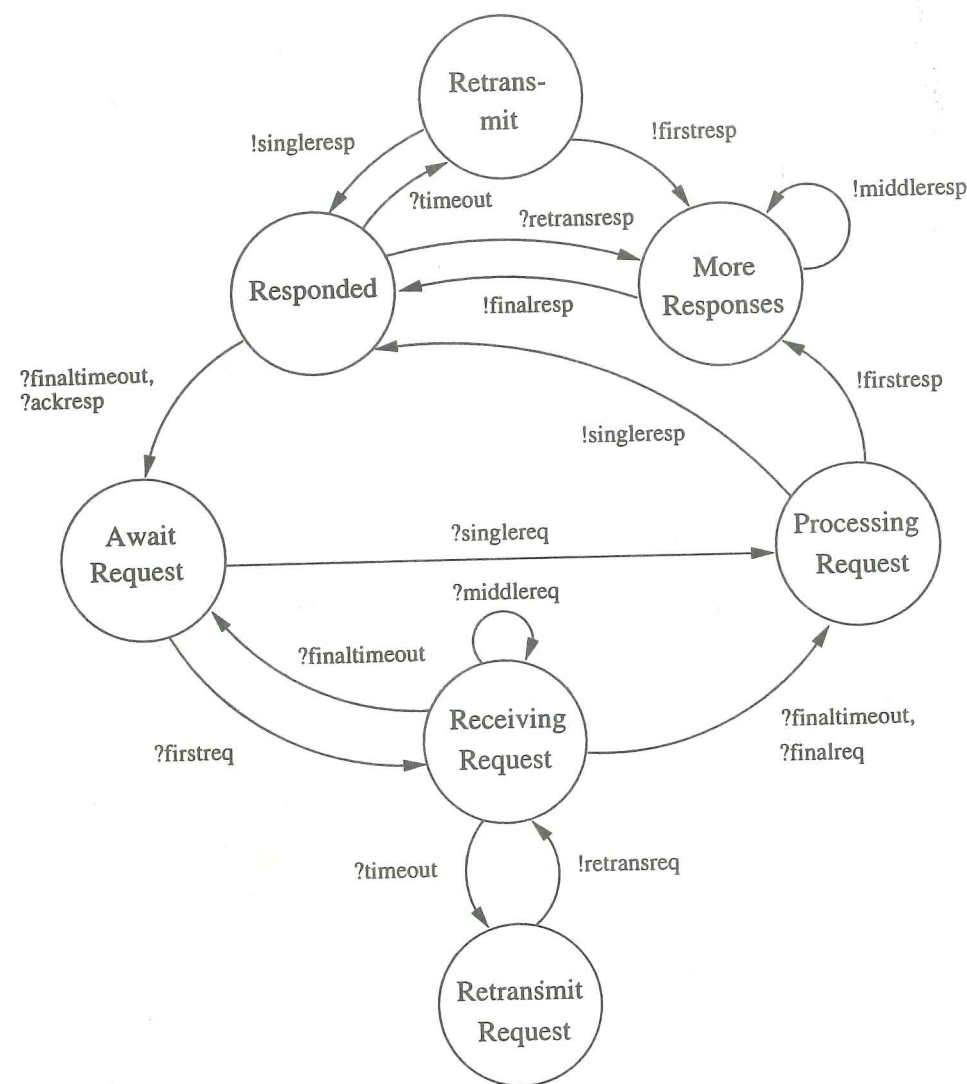 Retrans-
mit
!singleresp
!firstresp
?timeout
!middleresp
?retransresp
Responded
More
Responses
!finalresp
?finaltimeout,
?ackresp
!firstresp
!singleresp
Await
Request
?singlereq
Processing
Request
?middlereq
?finaltimeout
Receiving
Request
?firstreq
?finaltimeout,
?finalreq
?timeout
!retransreq
Retransmit
Request